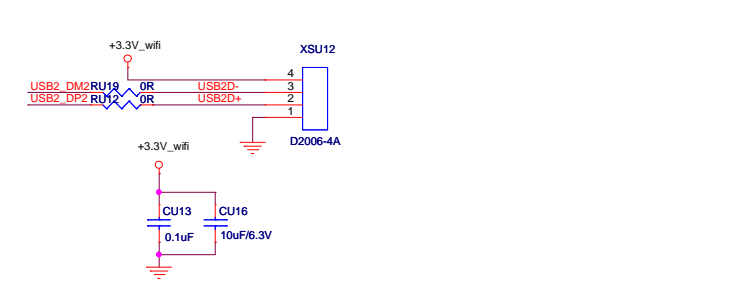 +3.3V_wifi
XSU12
4
USB2_DM2 RU19 0R USB2D- 3
USB2_DP2 RU12 0R USB2D+ 2
1
D2006-4A
+3.3V_wifi
CU13 CU16
0.1uF 10uF/6.3V